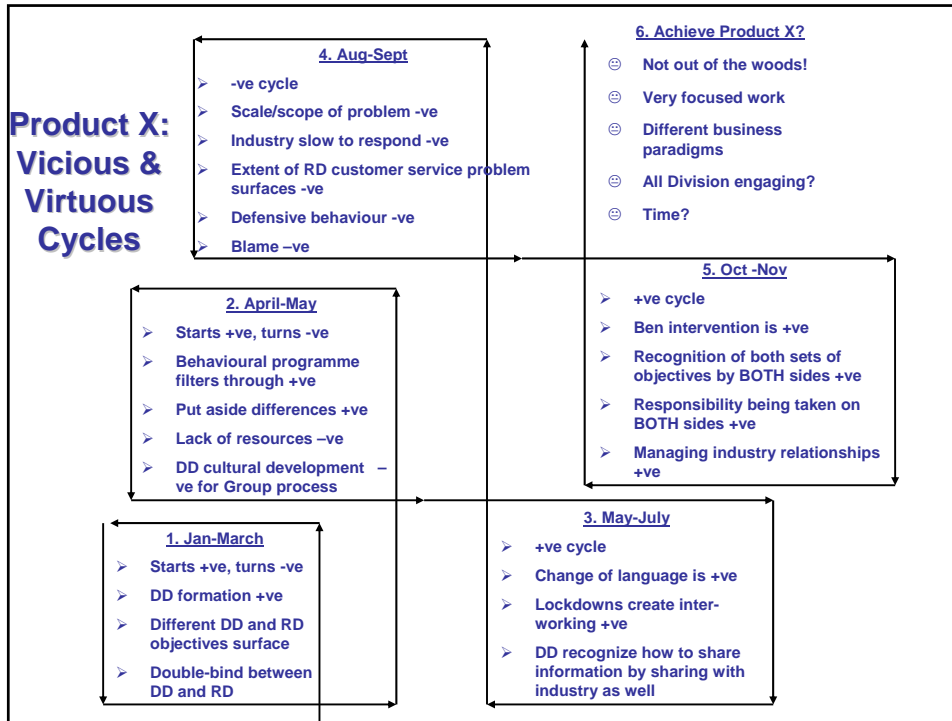 Product X:
Vicious &
Virtuous
Cycles
4. Aug-Sept
-ve cycle
Scale/scope of problem -ve
Industry slow to respond -ve
Extent of RD customer service problem
surfaces -ve
Defensive behaviour -ve
Blame –ve
6. Achieve Product X?
Not out of the woods!
Very focused work
Different business
paradigms
All Division engaging?
Time?
2. April-May
Starts +ve, turns -ve
Behavioural programme
filters through +ve
Put aside differences +ve
Lack of resources –ve
DD cultural development –
ve for Group process
5. Oct -Nov
+ve cycle
Ben intervention is +ve
Recognition of both sets of
objectives by BOTH sides +ve
Responsibility being taken on
BOTH sides +ve
Managing industry relationships
+ve
1. Jan-March
Starts +ve, turns -ve
DD formation +ve
Different DD and RD
objectives surface
Double-bind between
DD and RD
3. May-July
+ve cycle
Change of language is +ve
Lockdowns create inter-
working +ve
DD recognize how to share
information by sharing with
industry as well